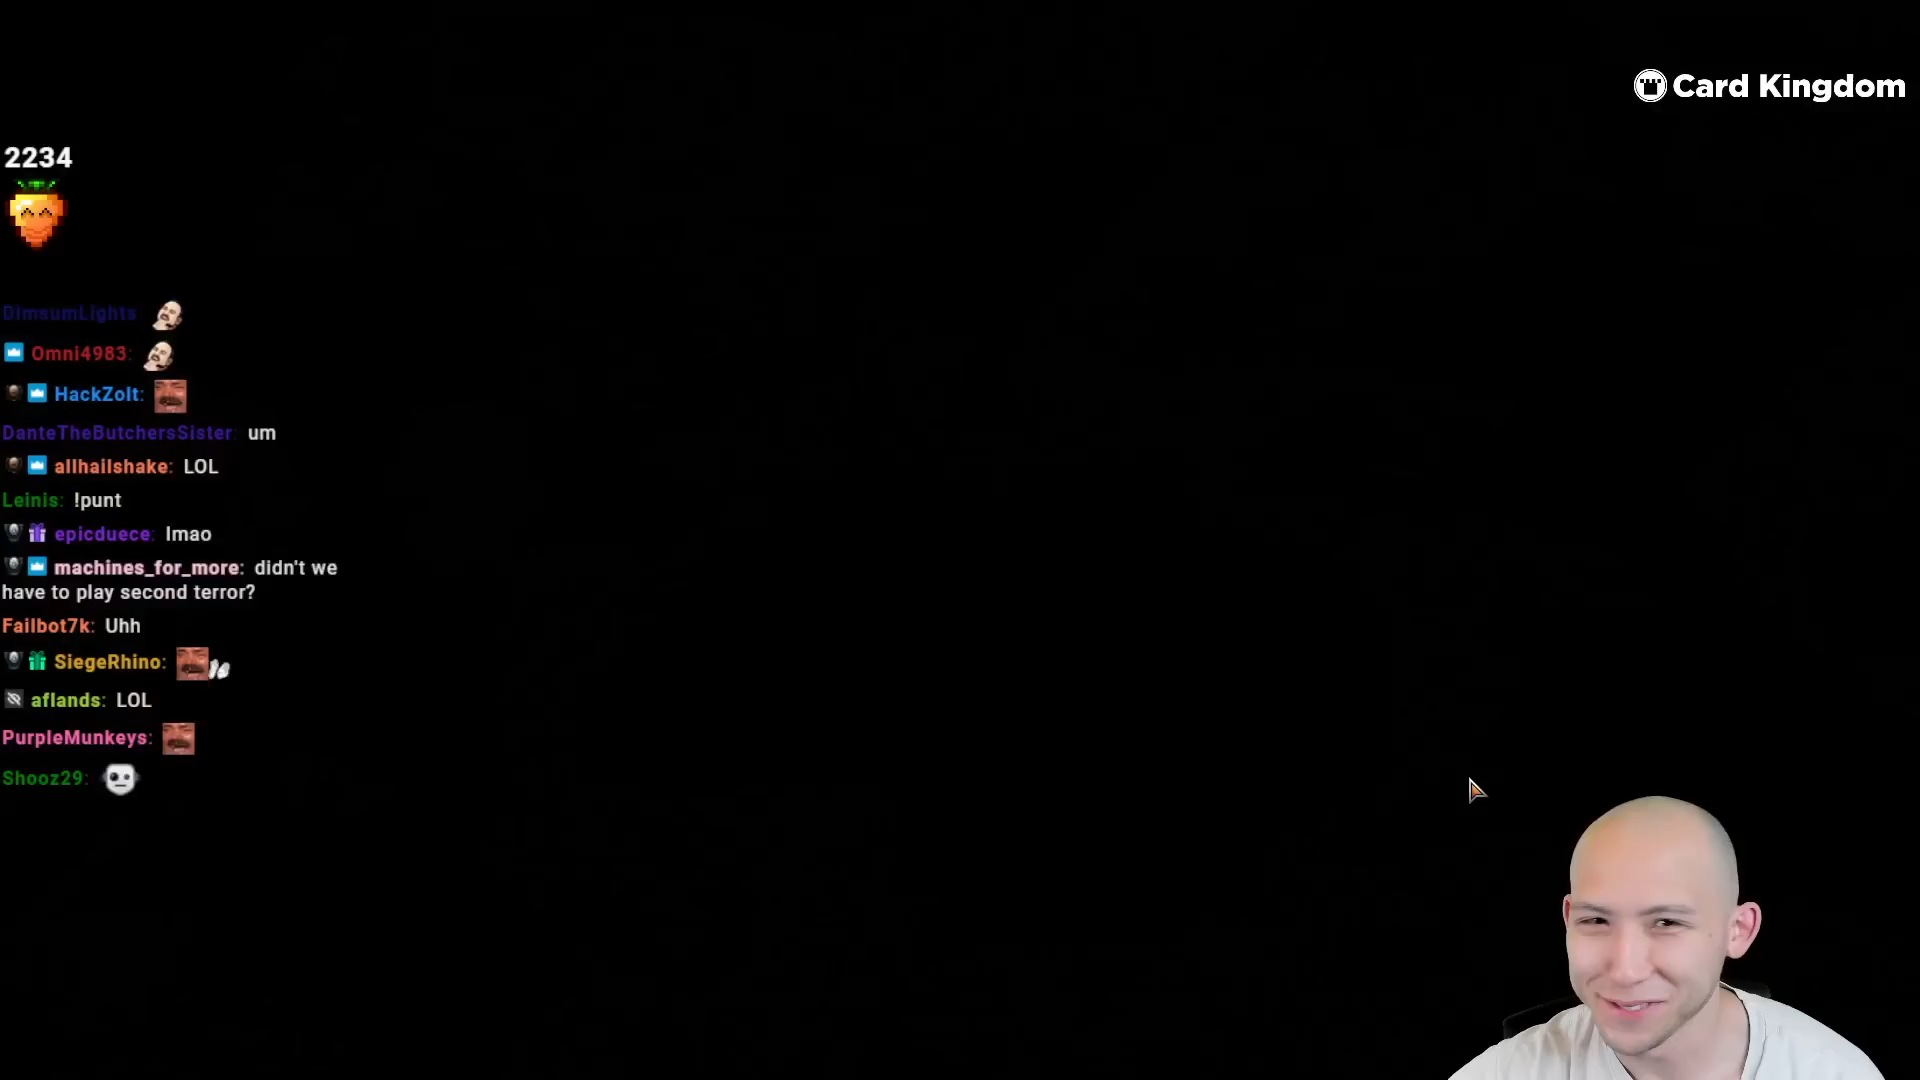 Card Kingdom
2234
DimsumLights
Omni4983:
HackZolt:
DanteTheButchersSister: um
allhailshake: LOL
Leinis: !punt
epicduece: lmao
machines_for_more: didn't we
have to play second terror?
Failbot7k: Uhh
SiegeRhino:
aflands: LOL
PurpleMunkeys:
Shooz29: